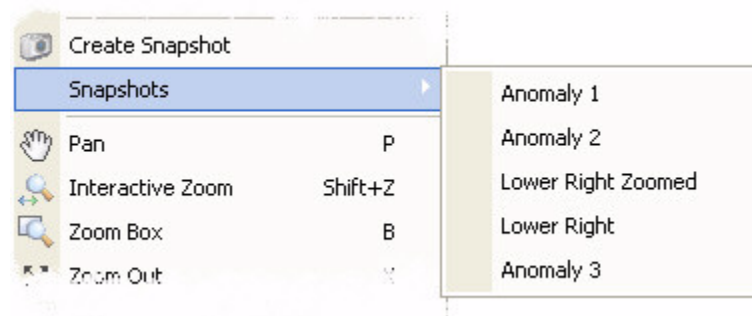 Create Snapshot
Snapshots
Pan P
Interactive Zoom Shift+Z
Zoom Box B
Zoom Out X
Anomaly 1
Anomaly 2
Lower Right Zoomed
Lower Right
Anomaly 3